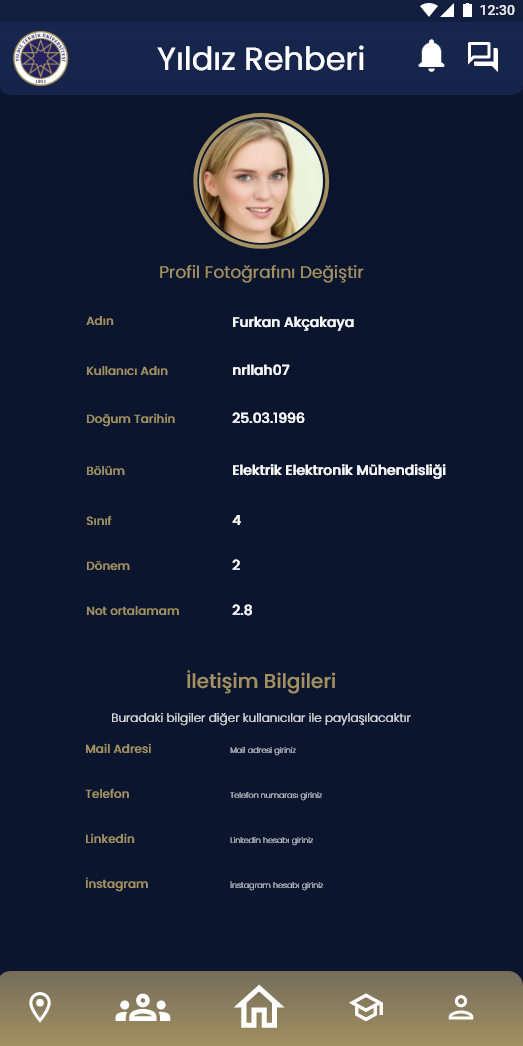 12:30
YILDIZ TEKNİK ÜNİVERSİTESİ
1911
Yıldız Rehberi
Profil Fotoğrafını Değiştir
Adın Furkan Akçakaya
Kullanıcı Adın nrllah07
Doğum Tarihin 25.03.1996
Bölüm Elektrik Elektronik Mühendisliği
Sınıf 4
Dönem 2
Not ortalamam 2.8
İletişim Bilgileri
Buradaki bilgiler diğer kullanıcılar ile paylaşılacaktır
Mail Adresi Mail adresi giriniz
Telefon Telefon numarası giriniz
Linkedin Linkedin hesabı giriniz
İnstagram İnstagram hesabı giriniz